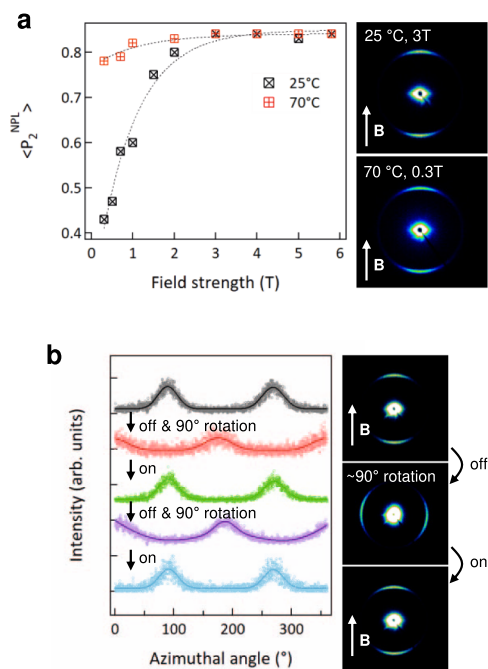 a
0.8
0.7
0.6
0.5
0.4
<P₂ᴺᴾᴸ>
25°C
70°C
0 1 2 3 4 5 6
Field strength (T)
25 °C, 3T
B
70 °C, 0.3T
B
b
Intensity (arb. units)
off & 90° rotation
on
off & 90° rotation
on
0 100 200 300
Azimuthal angle (°)
B
off
~90° rotation
on
B